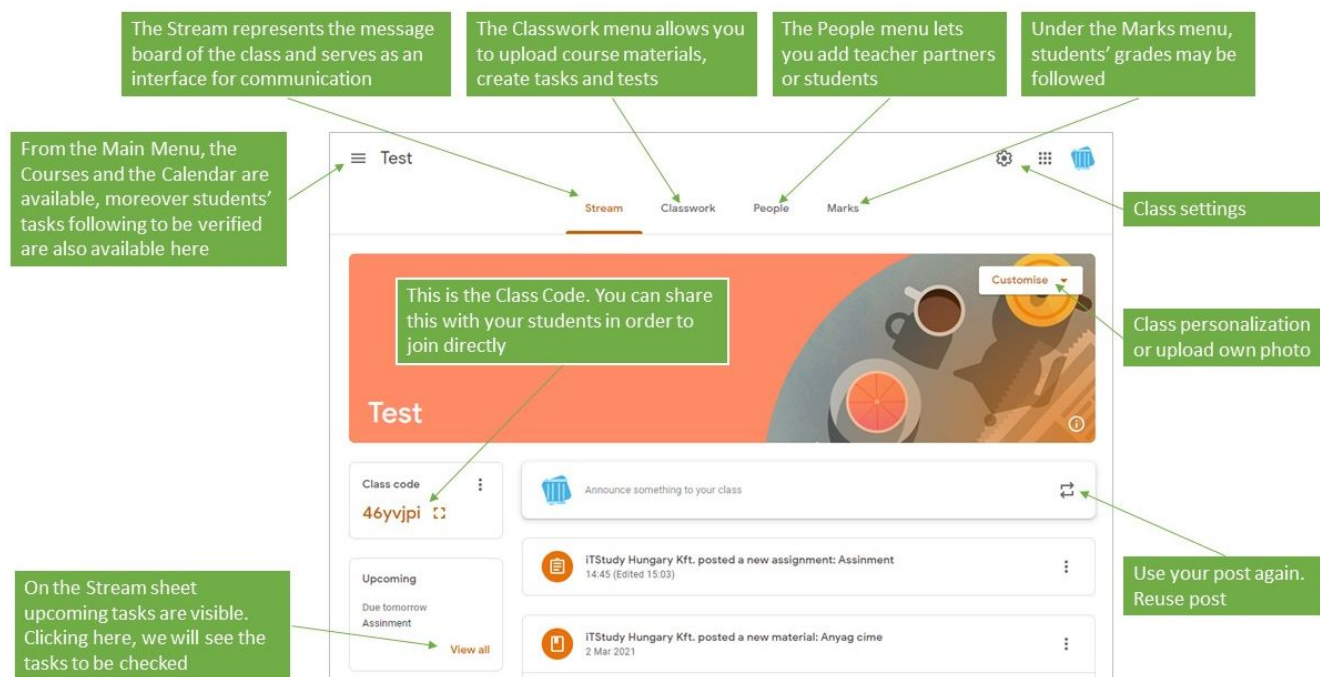 The Stream represents the message
board of the class and serves as an
interface for communication
The Classwork menu allows you
to upload course materials,
create tasks and tests
The People menu lets
you add teacher partners
or students
Under the Marks menu,
students’ grades may be
followed
From the Main Menu, the
Courses and the Calendar are
available, moreover students’
tasks following to be verified
are also available here
Test
Stream
Classwork
People
Marks
Class settings
Customise
This is the Class Code. You can share
this with your students in order to
join directly
Class personalization
or upload own photo
Test
Class code
46yvjpi
Announce something to your class
iTStudy Hungary Kft. posted a new assignment: Assinment
14:45 (Edited 15:03)
Use your post again.
Reuse post
Upcoming
Due tomorrow
Assinment
View all
On the Stream sheet
upcoming tasks are visible.
Clicking here, we will see the
tasks to be checked
iTStudy Hungary Kft. posted a new material: Anyag címe
2 Mar 2021